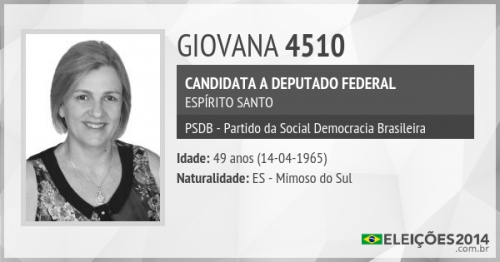 GIOVANA 4510
CANDIDATA A DEPUTADO FEDERAL
ESPÍRITO SANTO
PSDB - Partido da Social Democracia Brasileira
Idade: 49 anos (14-04-1965)
Naturalidade: ES - Mimoso do Sul
ELEIÇÕES2014
.com.br